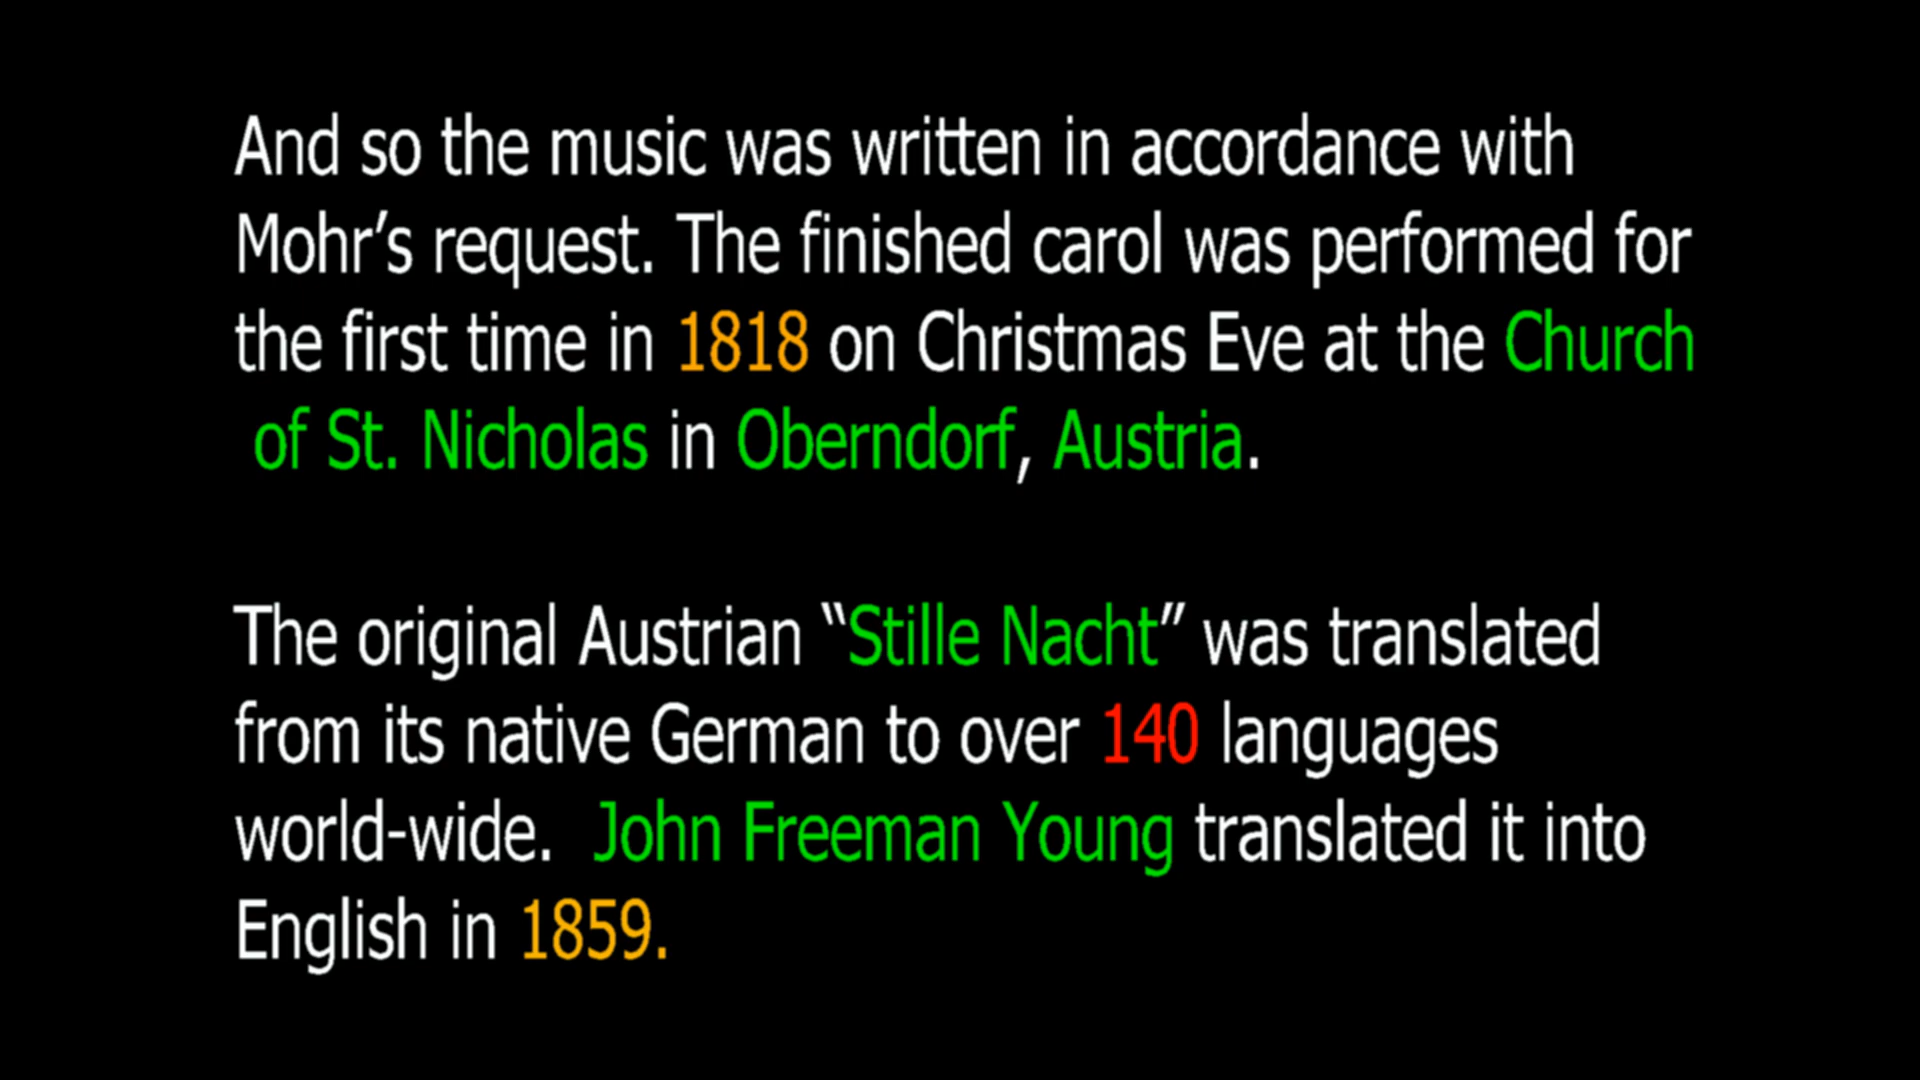 And so the music was written in accordance with
Mohr’s request. The finished carol was performed for
the first time in 1818 on Christmas Eve at the Church
of St. Nicholas in Oberndorf, Austria.
The original Austrian “Stille Nacht” was translated
from its native German to over 140 languages
world-wide. John Freeman Young translated it into
English in 1859.